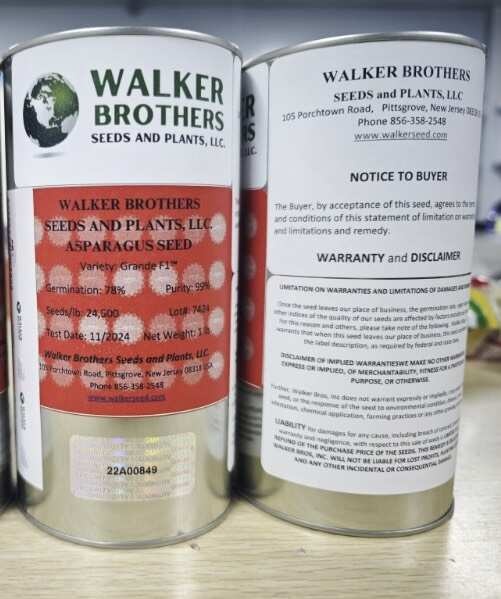 WALKER
BROTHERS
SEEDS AND PLANTS, LLC.
WALKER BROTHERS
SEEDS AND PLANTS, LLC.
ASPARAGUS SEED
Variety: Grande F1™
Germination: 78% Purity: 99%
Seeds/lb: 24,500 Lot#: 7424
Test Date: 11/2024 Net Weight: 1 lb
Walker Brothers Seeds and Plants, LLC.
105 Porchtown Road, Pittsgrove, New Jersey 08318 USA
Phone 856-358-2548
www.walkerseed.com
22A00849
WALKER BROTHERS
SEEDS and PLANTS, LLC
105 Porchtown Road, Pittsgrove, New Jersey 08318
Phone 856-358-2548
www.walkerseed.com
NOTICE TO BUYER
The Buyer, by acceptance of this seed, agrees to the
and conditions of this statement of limitation on
and limitations and remedy.
WARRANTY and DISCLAIMER
LIMITATION ON WARRANTIES AND LIMITATIONS OF DAMAGES AND
Once the seed leaves our place of business, the germination
other indices of the quality of our seeds are affected by factors
For this reason and others, please take note of the following.
warrants that when this seed leaves our place of business, this
the label description, as required by federal and state
DISCLAIMER OF IMPLIED WARRANTIES WE MAKE NO OTHER
EXPRESS OR IMPLIED, OF MERCHANTABILITY, FITNESS FOR
PURPOSE, OR OTHERWISE.
Further, Walker Bros, Inc does not warrant expressly or impliedly,
seed, or the response of the seed to environmental
chemical application, farming practices or any other
LIABILITY for damages for any cause, including breach of
warranty and negligence, with respect to this sale of seeds
REFUND OF THE PURCHASE PRICE OF THE SEEDS. THIS REMEDY
WALKER BROS, INC. WILL NOT BE LIABLE FOR LOST PROFITS,
AND ANY OTHER INCIDENTAL OR CONSEQUENTIAL